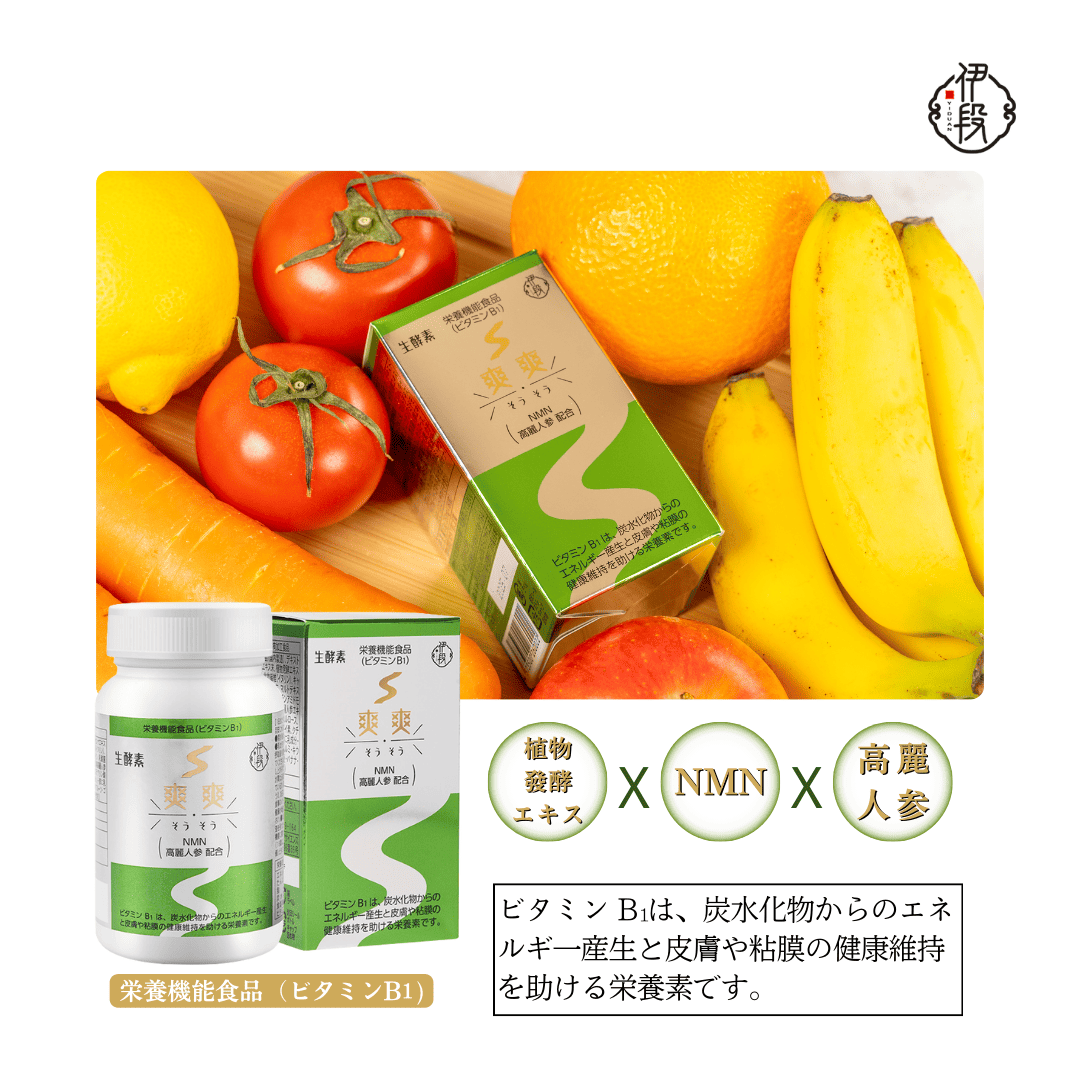 伊段
YIDUAN
生酵素
栄養機能食品
(ビタミンB1)
伊段
S
爽爽
そうそう
NMN
高麗人参 配合
ビタミン B1 は、炭水化物からの
エネルギー産生と皮膚や粘膜の
健康維持を助ける栄養素です。
栄養機能食品(ビタミンB1)
生酵素
伊段
S
爽爽
そうそう
NMN
高麗人参 配合
ビタミン B1 は、炭水化物からのエネルギー産生
と皮膚や粘膜の健康維持を助ける栄養素です。
生酵素
栄養機能食品
(ビタミンB1)
伊段
S
爽爽
そうそう
NMN
高麗人参 配合
ビタミン B1 は、炭水化物からの
エネルギー産生と皮膚や粘膜の
健康維持を助ける栄養素です。
栄養機能食品（ビタミンB1）
植物
發酵
エキス
X
NMN
X
高麗
人参
ビタミン B1は、炭水化物からのエネ
ルギー産生と皮膚や粘膜の健康維持
を助ける栄養素です。